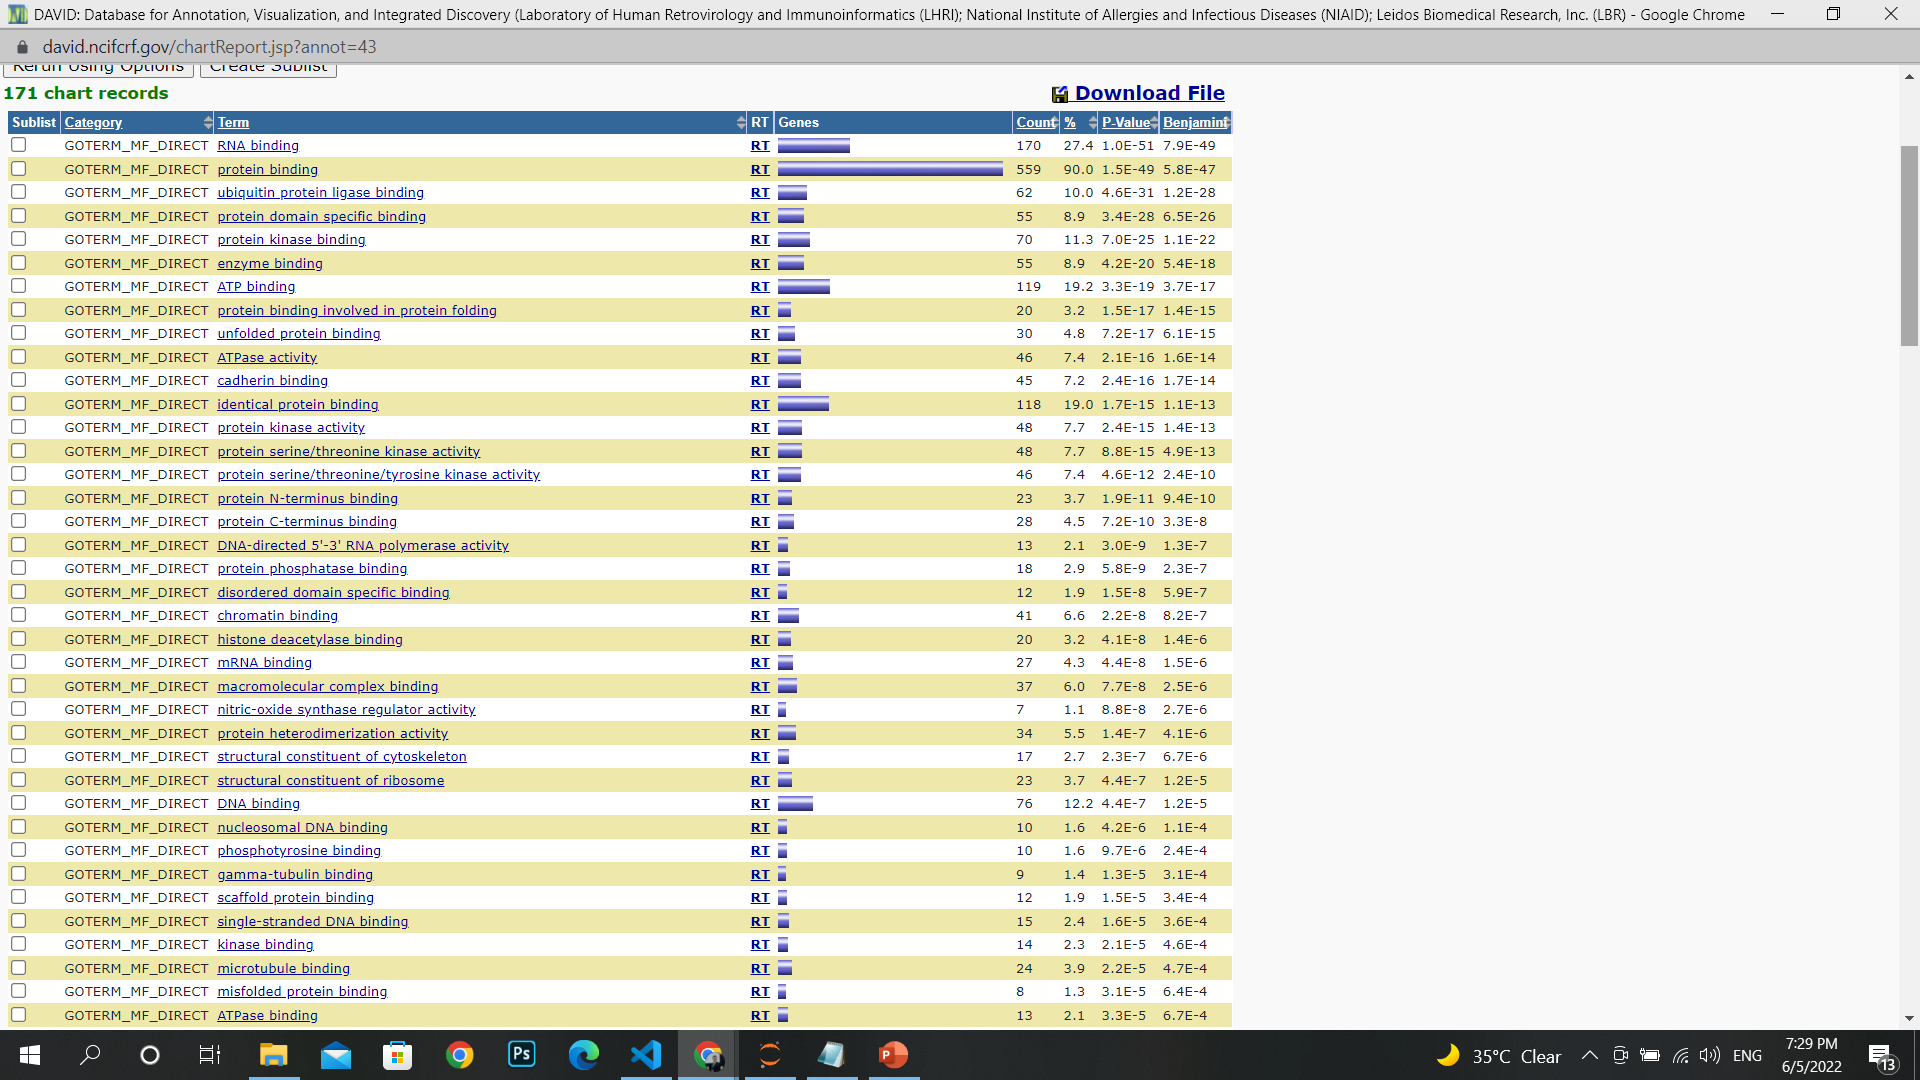 DAVID: Database for Annotation, Visualization, and Integrated Discovery (Laboratory of Human Retrovirology and Immunoinformatics (LHRI); National Institute of Allergies and Infectious Diseases (NIAID); Leidos Biomedical Research, Inc. (LBR) - Google Chrome
david.ncifcrf.gov/chartReport.jsp?annot=43
Rerun Using Options Create Sublist
171 chart records Download File
Sublist Category Term RT Genes Count % P-Value Benjamini
GOTERM_MF_DIRECT RNA binding RT 170 27.4 1.0E-51 7.9E-49
GOTERM_MF_DIRECT protein binding RT 559 90.0 1.5E-49 5.8E-47
GOTERM_MF_DIRECT ubiquitin protein ligase binding RT 62 10.0 4.6E-31 1.2E-28
GOTERM_MF_DIRECT protein domain specific binding RT 55 8.9 3.4E-28 6.5E-26
GOTERM_MF_DIRECT protein kinase binding RT 70 11.3 7.0E-25 1.1E-22
GOTERM_MF_DIRECT enzyme binding RT 55 8.9 4.2E-20 5.4E-18
GOTERM_MF_DIRECT ATP binding RT 119 19.2 3.3E-19 3.7E-17
GOTERM_MF_DIRECT protein binding involved in protein folding RT 20 3.2 1.5E-17 1.4E-15
GOTERM_MF_DIRECT unfolded protein binding RT 30 4.8 7.2E-17 6.1E-15
GOTERM_MF_DIRECT ATPase activity RT 46 7.4 2.1E-16 1.6E-14
GOTERM_MF_DIRECT cadherin binding RT 45 7.2 2.4E-16 1.7E-14
GOTERM_MF_DIRECT identical protein binding RT 118 19.0 1.7E-15 1.1E-13
GOTERM_MF_DIRECT protein kinase activity RT 48 7.7 2.4E-15 1.4E-13
GOTERM_MF_DIRECT protein serine/threonine kinase activity RT 48 7.7 8.8E-15 4.9E-13
GOTERM_MF_DIRECT protein serine/threonine/tyrosine kinase activity RT 46 7.4 4.6E-12 2.4E-10
GOTERM_MF_DIRECT protein N-terminus binding RT 23 3.7 1.9E-11 9.4E-10
GOTERM_MF_DIRECT protein C-terminus binding RT 28 4.5 7.2E-10 3.3E-8
GOTERM_MF_DIRECT DNA-directed 5'-3' RNA polymerase activity RT 13 2.1 3.0E-9 1.3E-7
GOTERM_MF_DIRECT protein phosphatase binding RT 18 2.9 5.8E-9 2.3E-7
GOTERM_MF_DIRECT disordered domain specific binding RT 12 1.9 1.5E-8 5.9E-7
GOTERM_MF_DIRECT chromatin binding RT 41 6.6 2.2E-8 8.2E-7
GOTERM_MF_DIRECT histone deacetylase binding RT 20 3.2 4.1E-8 1.4E-6
GOTERM_MF_DIRECT mRNA binding RT 27 4.3 4.4E-8 1.5E-6
GOTERM_MF_DIRECT macromolecular complex binding RT 37 6.0 7.7E-8 2.5E-6
GOTERM_MF_DIRECT nitric-oxide synthase regulator activity RT 7 1.1 8.8E-8 2.7E-6
GOTERM_MF_DIRECT protein heterodimerization activity RT 34 5.5 1.4E-7 4.1E-6
GOTERM_MF_DIRECT structural constituent of cytoskeleton RT 17 2.7 2.3E-7 6.7E-6
GOTERM_MF_DIRECT structural constituent of ribosome RT 23 3.7 4.4E-7 1.2E-5
GOTERM_MF_DIRECT DNA binding RT 76 12.2 4.4E-7 1.2E-5
GOTERM_MF_DIRECT nucleosomal DNA binding RT 10 1.6 4.2E-6 1.1E-4
GOTERM_MF_DIRECT phosphotyrosine binding RT 10 1.6 9.7E-6 2.4E-4
GOTERM_MF_DIRECT gamma-tubulin binding RT 9 1.4 1.3E-5 3.1E-4
GOTERM_MF_DIRECT scaffold protein binding RT 12 1.9 1.5E-5 3.4E-4
GOTERM_MF_DIRECT single-stranded DNA binding RT 15 2.4 1.6E-5 3.6E-4
GOTERM_MF_DIRECT kinase binding RT 14 2.3 2.1E-5 4.6E-4
GOTERM_MF_DIRECT microtubule binding RT 24 3.9 2.2E-5 4.7E-4
GOTERM_MF_DIRECT misfolded protein binding RT 8 1.3 3.1E-5 6.4E-4
GOTERM_MF_DIRECT ATPase binding RT 13 2.1 3.3E-5 6.7E-4
Ps P 35°C Clear ENG 7:29 PM
6/5/2022 13